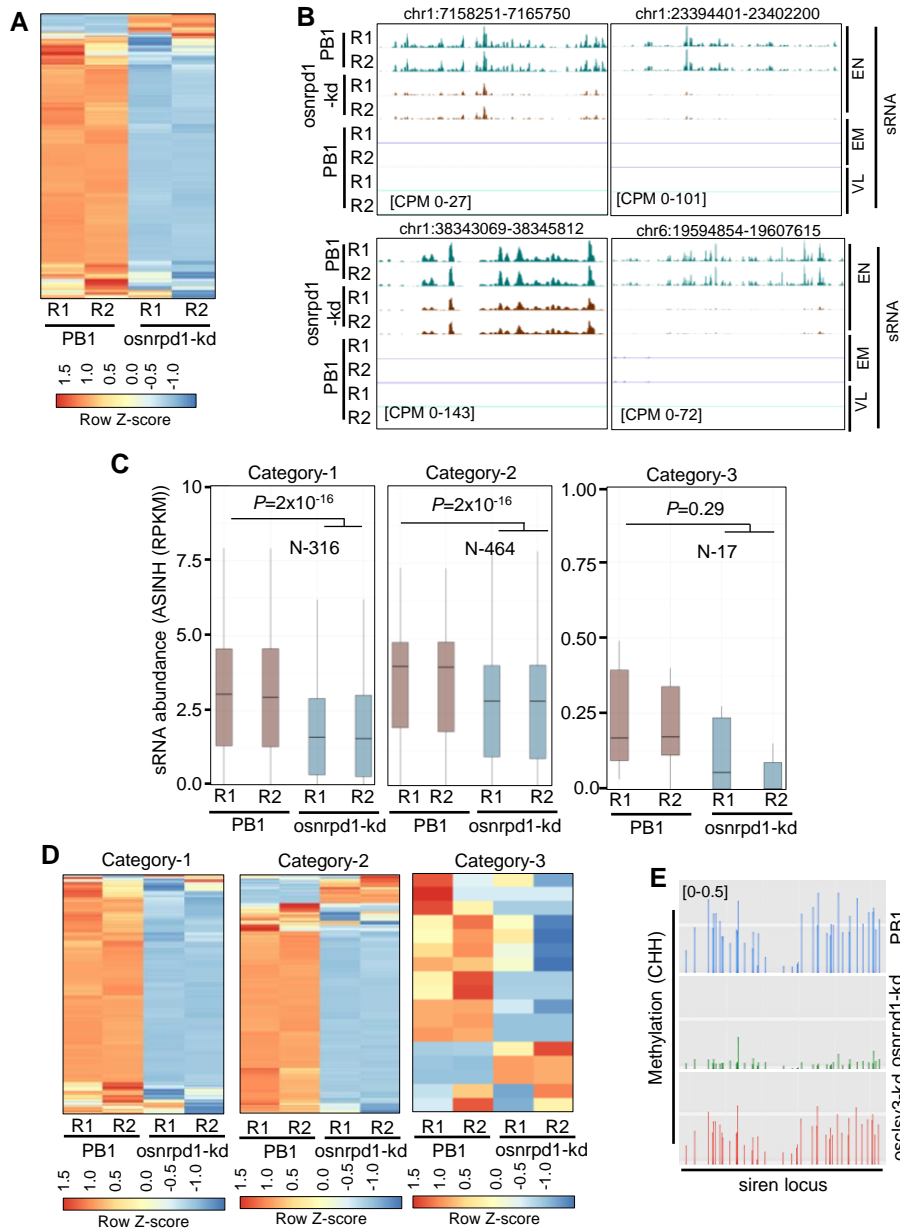 A
R1 R2 R1 R2
PB1 osnrpd1-kd
1.5 1.0 0.5 0.0 -0.5 -1.0
Row Z-score
B
chr1:7158251-7165750 chr1:23394401-23402200
PB1 R1
R2
osnrpd1-kd R1
R2
PB1 R1
R2
R1
R2
[CPM 0-27] [CPM 0-101]
EN
EM
VL
sRNA
chr1:38343069-38345812 chr6:19594854-19607615
PB1 R1
R2
osnrpd1-kd R1
R2
PB1 R1
R2
R1
R2
[CPM 0-143] [CPM 0-72]
EN
EM
VL
sRNA
C
Category-1 Category-2 Category-3
sRNA abundance (ASINH (RPKM))
10
7.5
5.0
2.5
0.0
1.00
0.75
0.50
0.25
0.0
P=2x10-16 P=2x10-16 P=0.29
N-316 N-464 N-17
R1 R2 R1 R2 R1 R2 R1 R2 R1 R2 R1 R2
PB1 osnrpd1-kd PB1 osnrpd1-kd PB1 osnrpd1-kd
D
Category-1 Category-2 Category-3
R1 R2 R1 R2 R1 R2 R1 R2 R1 R2 R1 R2
PB1 osnrpd1-kd PB1 osnrpd1-kd PB1 osnrpd1-kd
1.5 1.0 0.5 0.0 -0.5 -1.0 1.5 1.0 0.5 0.0 -0.5 -1.0 1.5 1.0 0.5 0.0 -0.5 -1.0
Row Z-score Row Z-score Row Z-score
E
[0-0.5]
Methylation (CHH)
PB1
osnrpd1-kd
osclsy3-kd
siren locus